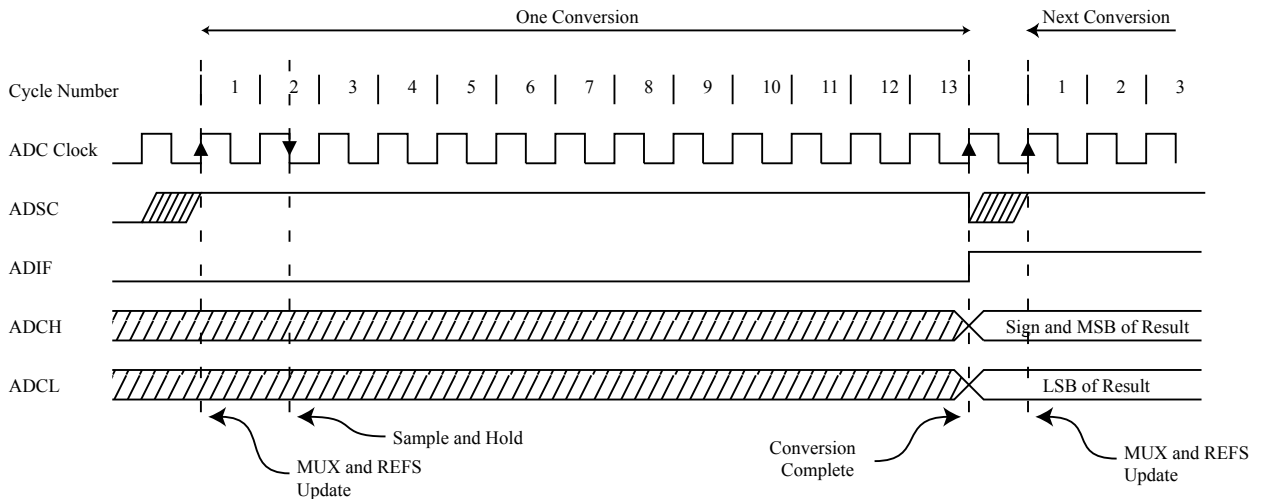 One Conversion
Next Conversion
Cycle Number 1 2 3 4 5 6 7 8 9 10 11 12 13 1 2 3
ADC Clock
ADSC
ADIF
ADCH
Sign and MSB of Result
ADCL
LSB of Result
Sample and Hold
MUX and REFS
Update
Conversion
Complete
MUX and REFS
Update